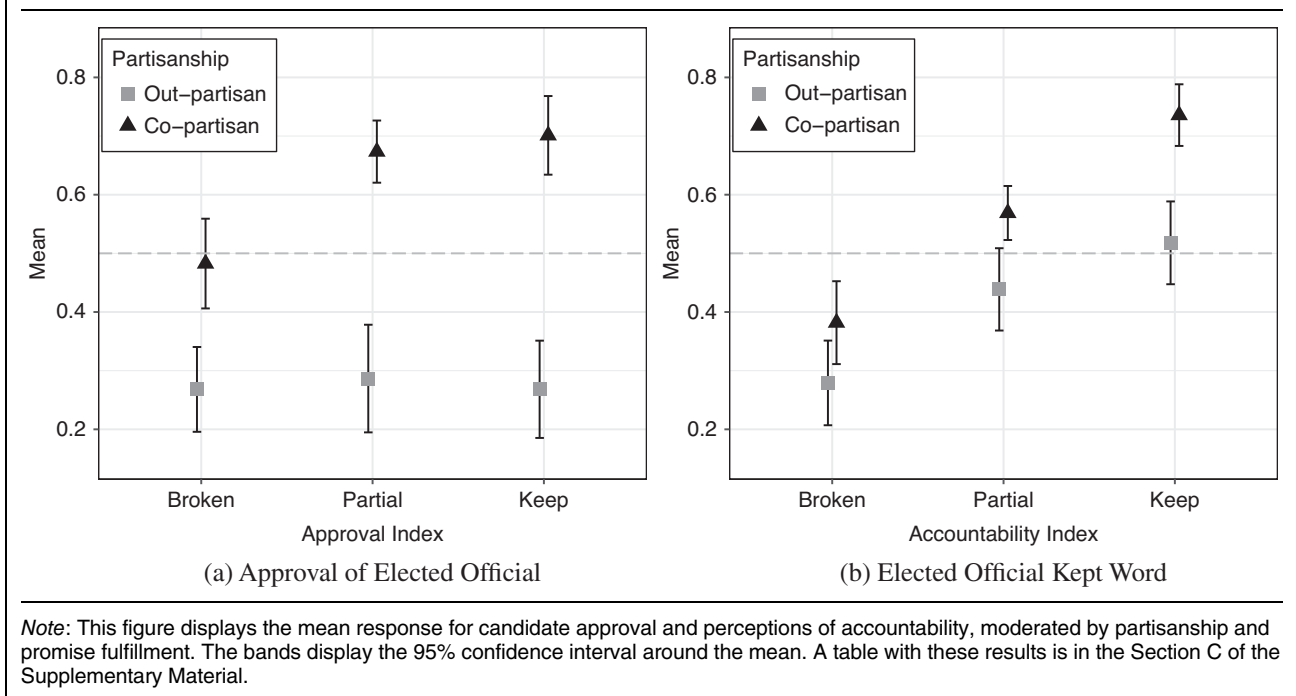 Partisanship
Out−partisan
Co−partisan
0.8
0.6
0.4
0.2
Mean
Broken
Partial
Keep
Approval Index
(a) Approval of Elected Official
Partisanship
Out−partisan
Co−partisan
0.8
0.6
0.4
0.2
Mean
Broken
Partial
Keep
Accountability Index
(b) Elected Official Kept Word
Note: This figure displays the mean response for candidate approval and perceptions of accountability, moderated by partisanship and
promise fulfillment. The bands display the 95% confidence interval around the mean. A table with these results is in the Section C of the
Supplementary Material.